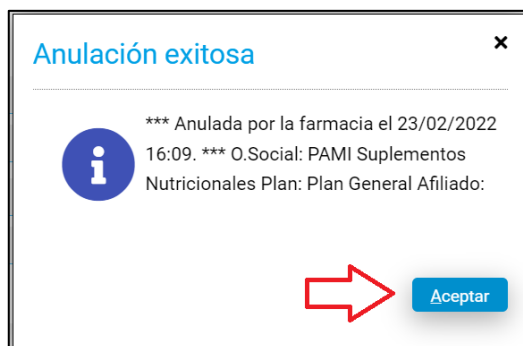 Anulación exitosa
*** Anulada por la farmacia el 23/02/2022
16:09. *** O.Social: PAMI Suplementos
Nutricionales Plan: Plan General Afiliado:
Aceptar